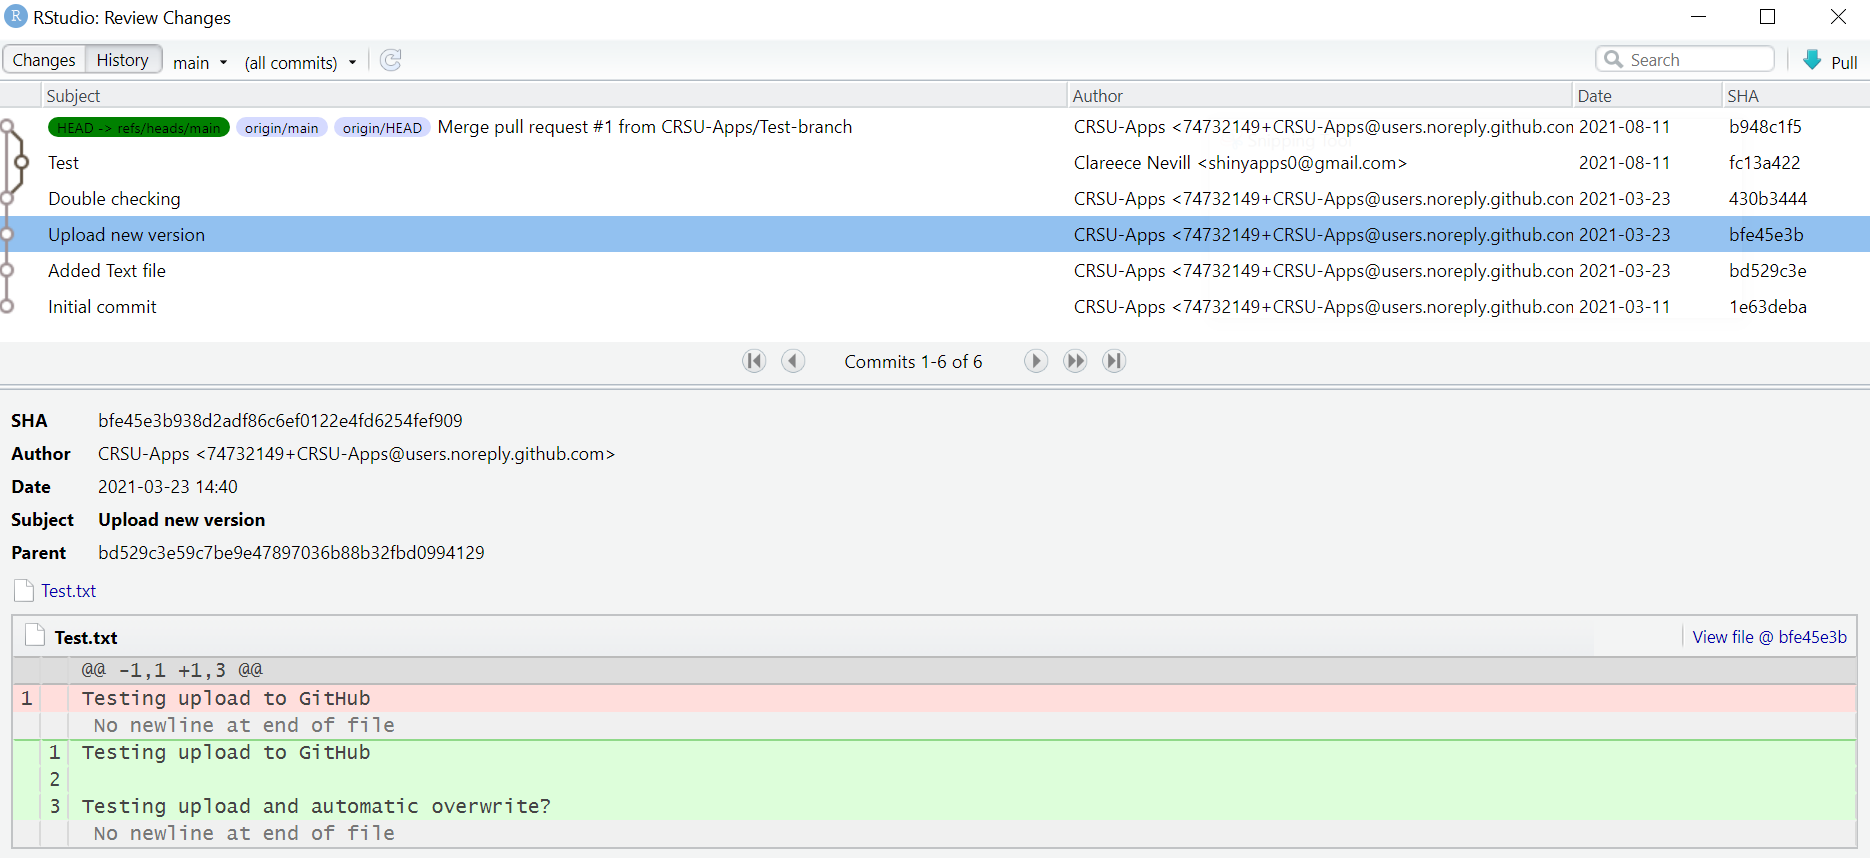 R RStudio: Review Changes
Changes History main (all commits) Search Pull
Subject Author Date SHA
HEAD -> refs/heads/main origin/main origin/HEAD Merge pull request #1 from CRSU-Apps/Test-branch CRSU-Apps <74732149+CRSU-Apps@users.noreply.github.con 2021-08-11 b948c1f5
Test Clareece Nevill <shinyapps0@gmail.com> 2021-08-11 fc13a422
Double checking CRSU-Apps <74732149+CRSU-Apps@users.noreply.github.con 2021-03-23 430b3444
Upload new version CRSU-Apps <74732149+CRSU-Apps@users.noreply.github.con 2021-03-23 bfe45e3b
Added Text file CRSU-Apps <74732149+CRSU-Apps@users.noreply.github.con 2021-03-23 bd529c3e
Initial commit CRSU-Apps <74732149+CRSU-Apps@users.noreply.github.con 2021-03-11 1e63deba
Commits 1-6 of 6
SHA bfe45e3b938d2adf86c6ef0122e4fd6254fef909
Author CRSU-Apps <74732149+CRSU-Apps@users.noreply.github.com>
Date 2021-03-23 14:40
Subject Upload new version
Parent bd529c3e59c7be9e47897036b88b32fbd0994129
Test.txt
Test.txt View file @ bfe45e3b
@@ -1,1 +1,3 @@
1 Testing upload to GitHub
No newline at end of file
1 Testing upload to GitHub
2
3 Testing upload and automatic overwrite?
No newline at end of file